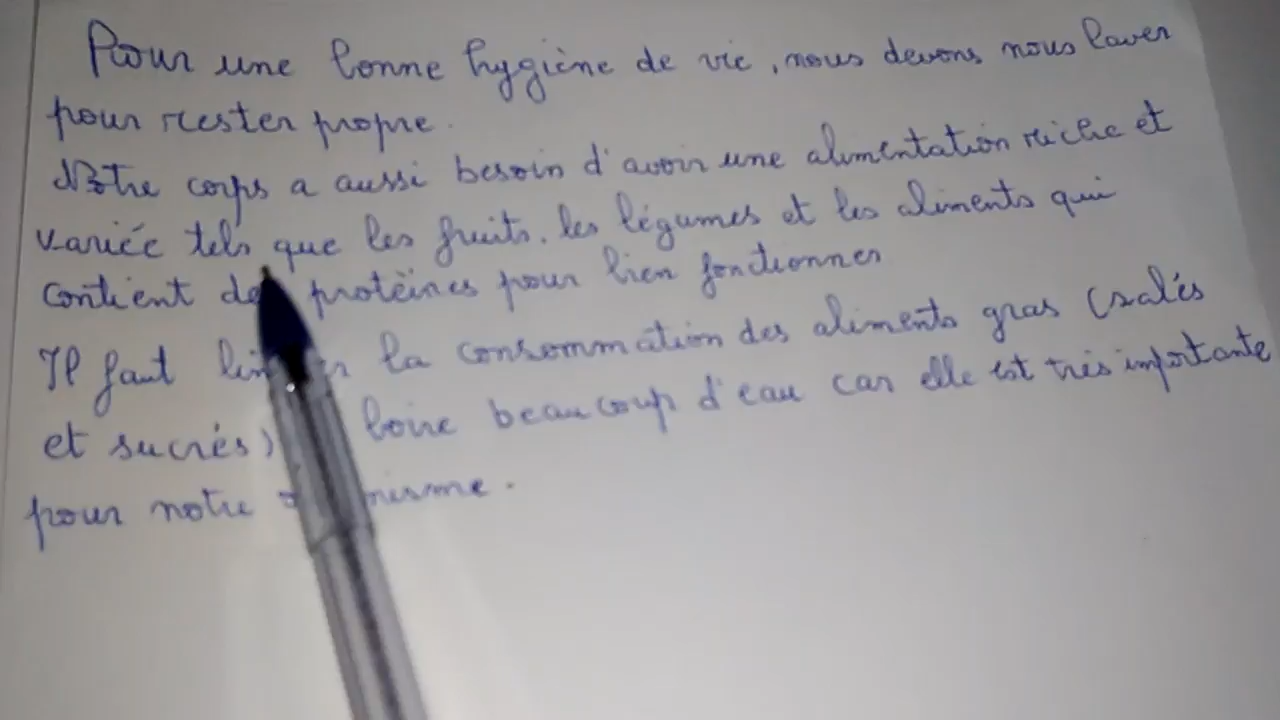 Pour une bonne hygiène de vie, nous devons nous laver
pour rester propre.
Notre corps a aussi besoin d'avoir une alimentation riche et
variée tels que les fruits. les légumes et les aliments qui
contient protèines pour bien fonctionner
Il faut la consommation des aliments gras (salés
et sucrés) boire beaucoup d'eau car elle est très importante
pour notre